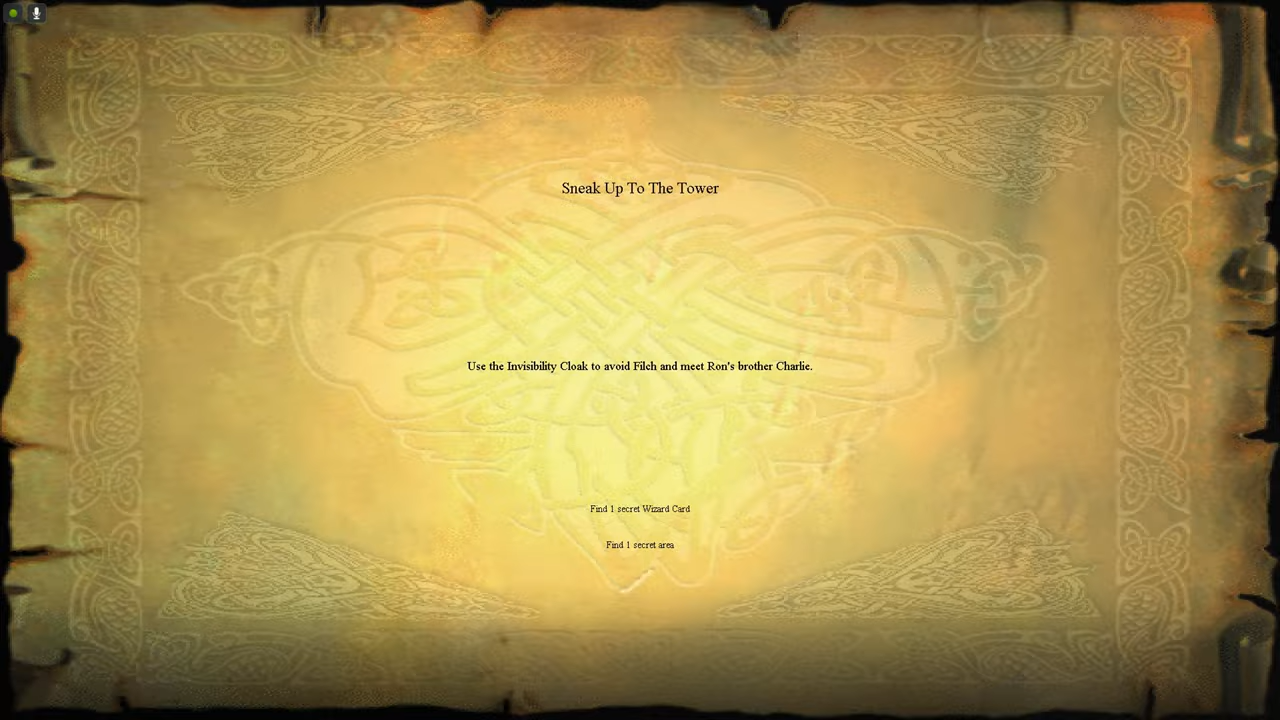 Sneak Up To The Tower
Use the Invisibility Cloak to avoid Filch and meet Ron's brother Charlie.
Find 1 secret Wizard Card
Find 1 secret area